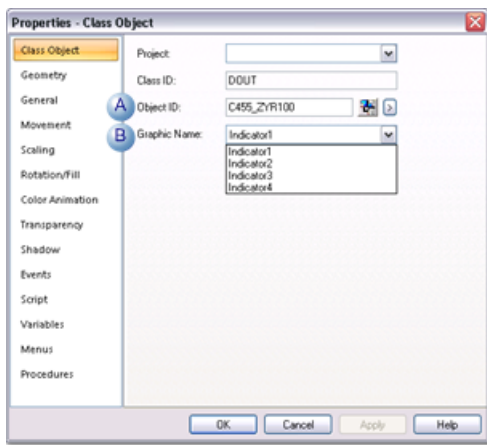 Properties - Class Object
Class Object
Geometry
General
Movement
Scaling
Rotation/Fill
Color Animation
Transparency
Shadow
Events
Script
Variables
Menus
Procedures
Project:
Class ID: DOUT
A Object ID: C455_ZYR100
B Graphic Name: Indicator1
Indicator1
Indicator2
Indicator3
Indicator4
OK Cancel Apply Help